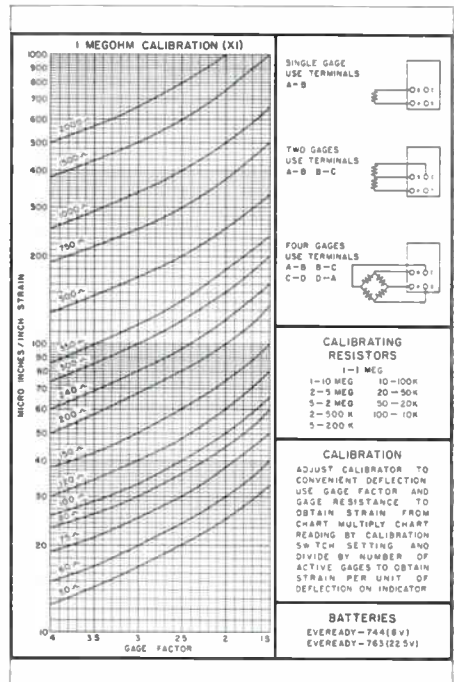 1 MEGOHM CALIBRATION (X1)
1000
900
800
700
600
500
400
300
200
100
90
80
70
60
50
40
30
20
10
MICRO INCHES/INCH STRAIN
2000
1500
1000
750
500
350
300
240
200
150
120
100
75
60
50
4 3.5 3 2.5 2 1.5
GAGE FACTOR
SINGLE GAGE
USE TERMINALS
A-B
TWO GAGES
USE TERMINALS
A-B B-C
FOUR GAGES
USE TERMINALS
A-B B-C
C-D D-A
CALIBRATING
RESISTORS
1-1 MEG
1-10 MEG 10-100K
2-5 MEG 20-50K
5-2 MEG 50-20K
2-500 K 100-10K
5-200 K
CALIBRATION
ADJUST CALIBRATOR TO
CONVENIENT DEFLECTION
USE GAGE FACTOR AND
GAGE RESISTANCE TO
OBTAIN STRAIN FROM
CHART MULTIPLY CHART
READING BY CALIBRATION
SW TCH SETTING AND
DIVIDE BY NUMBER OF
ACTIVE GAGES TO OBTAIN
STRAIN PER UNIT OF
DEFLECTION ON INDICATOR
BATTERIES
EVEREADY-744(6V)
EVEREADY-763(22.5V)